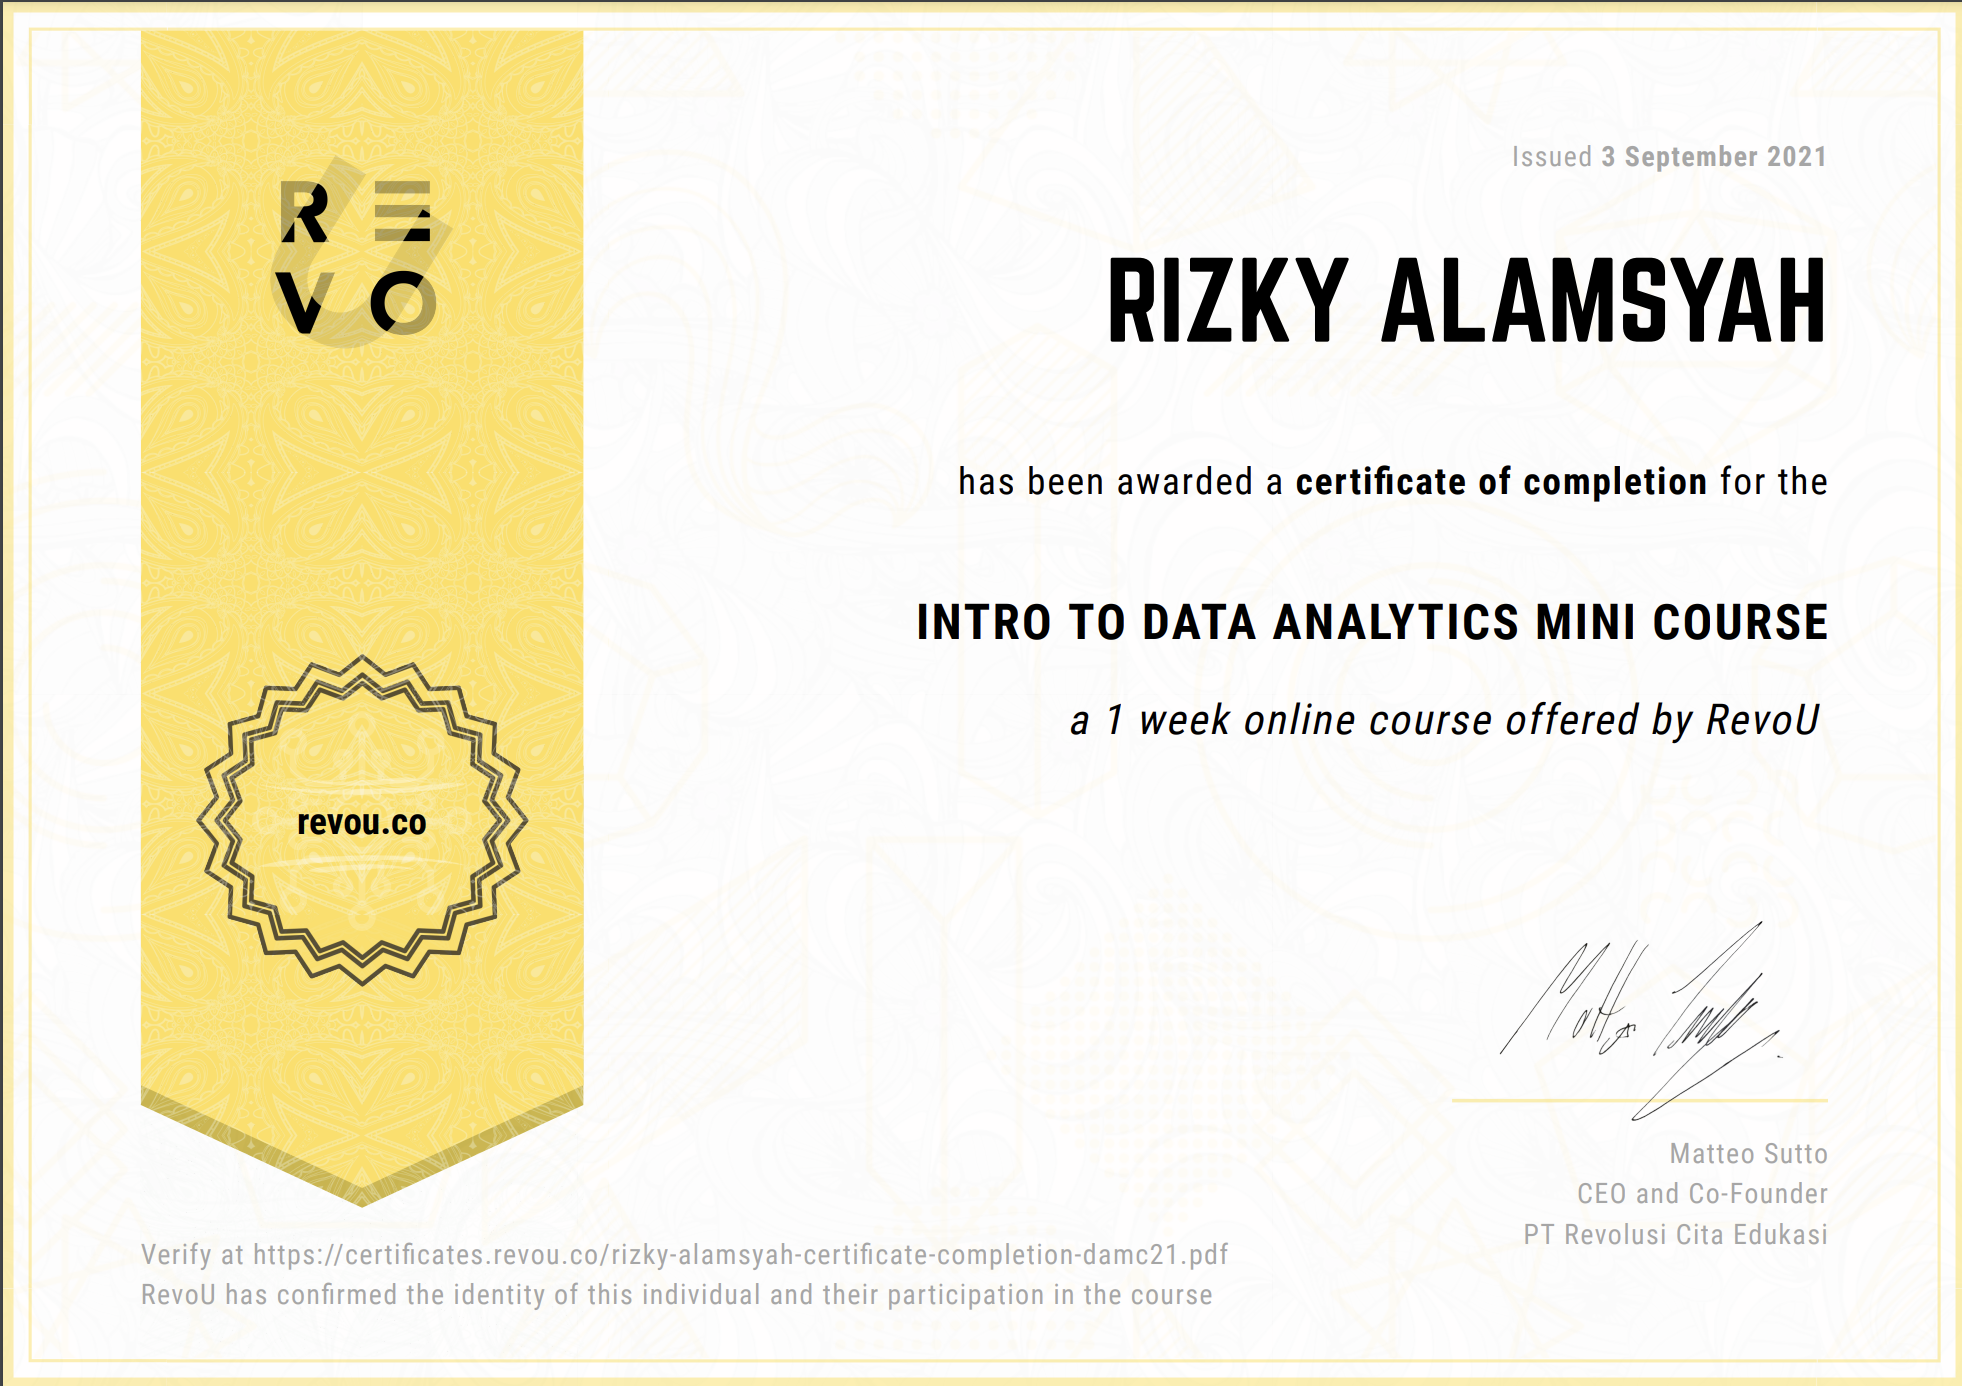 RE
VO
Issued 3 September 2021
RIZKY ALAMSYAH
has been awarded a certificate of completion for the
INTRO TO DATA ANALYTICS MINI COURSE
a 1 week online course offered by RevoU
revou.co
Matteo Sutto
CEO and Co-Founder
PT Revolusi Cita Edukasi
Verify at https://certificates.revou.co/rizky-alamsyah-certificate-completion-damc21.pdf
RevoU has confirmed the identity of this individual and their participation in the course